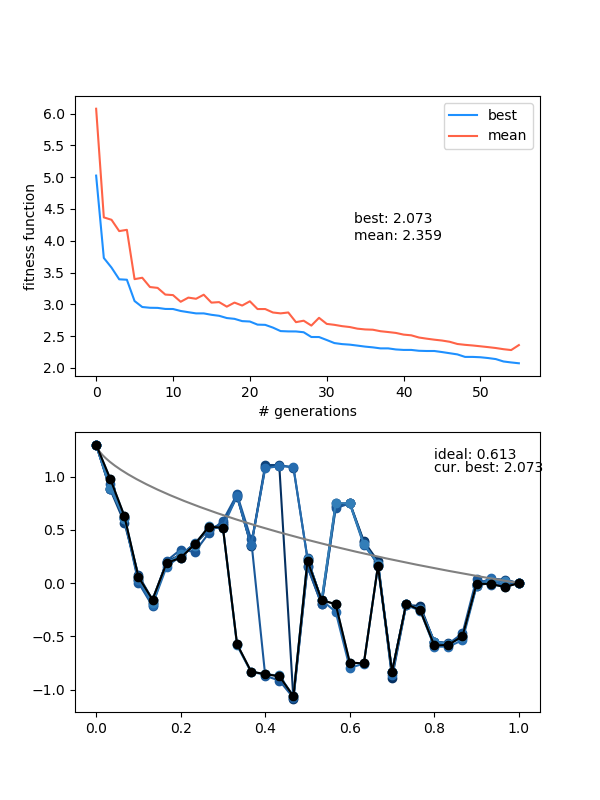 6.0
5.5
5.0
4.5
4.0
3.5
3.0
2.5
2.0
fitness function
best
mean
best: 2.073
mean: 2.359
0 10 20 30 40 50
# generations
1.0
0.5
0.0
−0.5
−1.0
ideal: 0.613
cur. best: 2.073
0.0 0.2 0.4 0.6 0.8 1.0